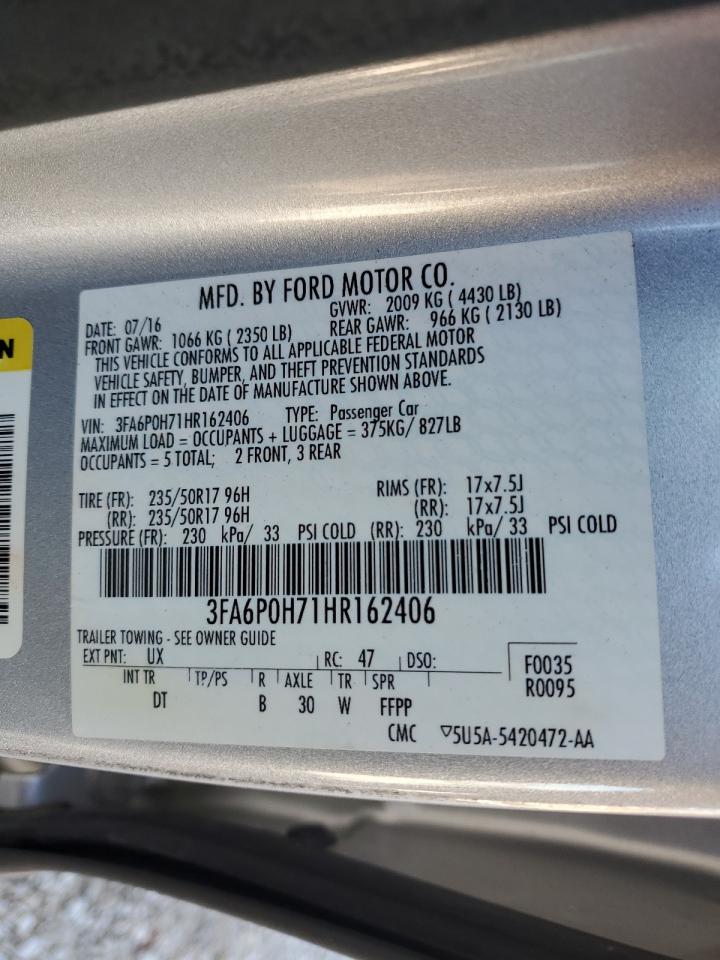 MFD. BY FORD MOTOR CO.
DATE: 07/16 GVWR: 2009 KG ( 4430 LB)
FRONT GAWR: 1066 KG ( 2350 LB) REAR GAWR: 966 KG ( 2130 LB)
THIS VEHICLE CONFORMS TO ALL APPLICABLE FEDERAL MOTOR
VEHICLE SAFETY, BUMPER, AND THEFT PREVENTION STANDARDS
IN EFFECT ON THE DATE OF MANUFACTURE SHOWN ABOVE.
VIN: 3FA6P0H71HR162406 TYPE: Passenger Car
MAXIMUM LOAD = OCCUPANTS + LUGGAGE = 375KG/ 827LB
OCCUPANTS = 5 TOTAL; 2 FRONT, 3 REAR
TIRE (FR): 235/50R17 96H RIMS (FR): 17x7.5J
(RR): 235/50R17 96H (RR): 17x7.5J
PRESSURE (FR): 230 kPa/ 33 PSI COLD (RR): 230 kPa/ 33 PSI COLD
3FA6P0H71HR162406
TRAILER TOWING - SEE OWNER GUIDE
EXT PNT: UX RC: 47 DSO: F0035
INT TR TP/PS R AXLE TR SPR R0095
DT B 30 W FFPP
CMC ▽5U5A-5420472-AA
N